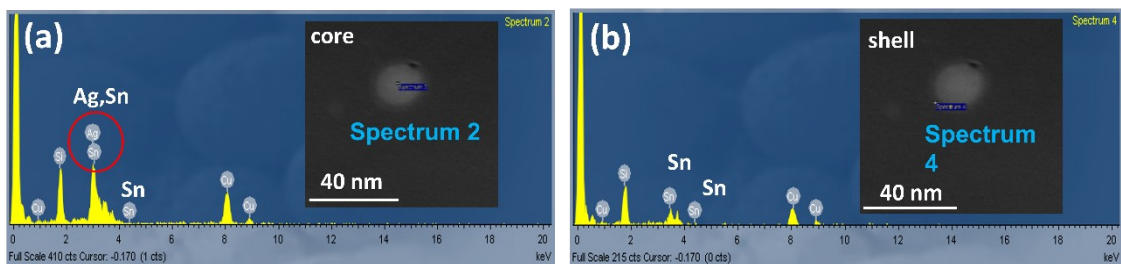 (a)
Spectrum 2
core
Ag,Sn
Ag
Si
Sn
Spectrum 2
Sn
Cu
Cu
Sn
Cu
40 nm
0 2 4 6 8 10 12 14 16 18 20
Full Scale 410 cts Cursor: -0.170 (1 cts) keV
(b)
Spectrum 4
shell
Spectrum
4
Sn
Sn
Si
Sn
Cu
Cu
Sn
Cu
40 nm
0 2 4 6 8 10 12 14 16 18 20
Full Scale 215 cts Cursor: -0.170 (0 cts) keV